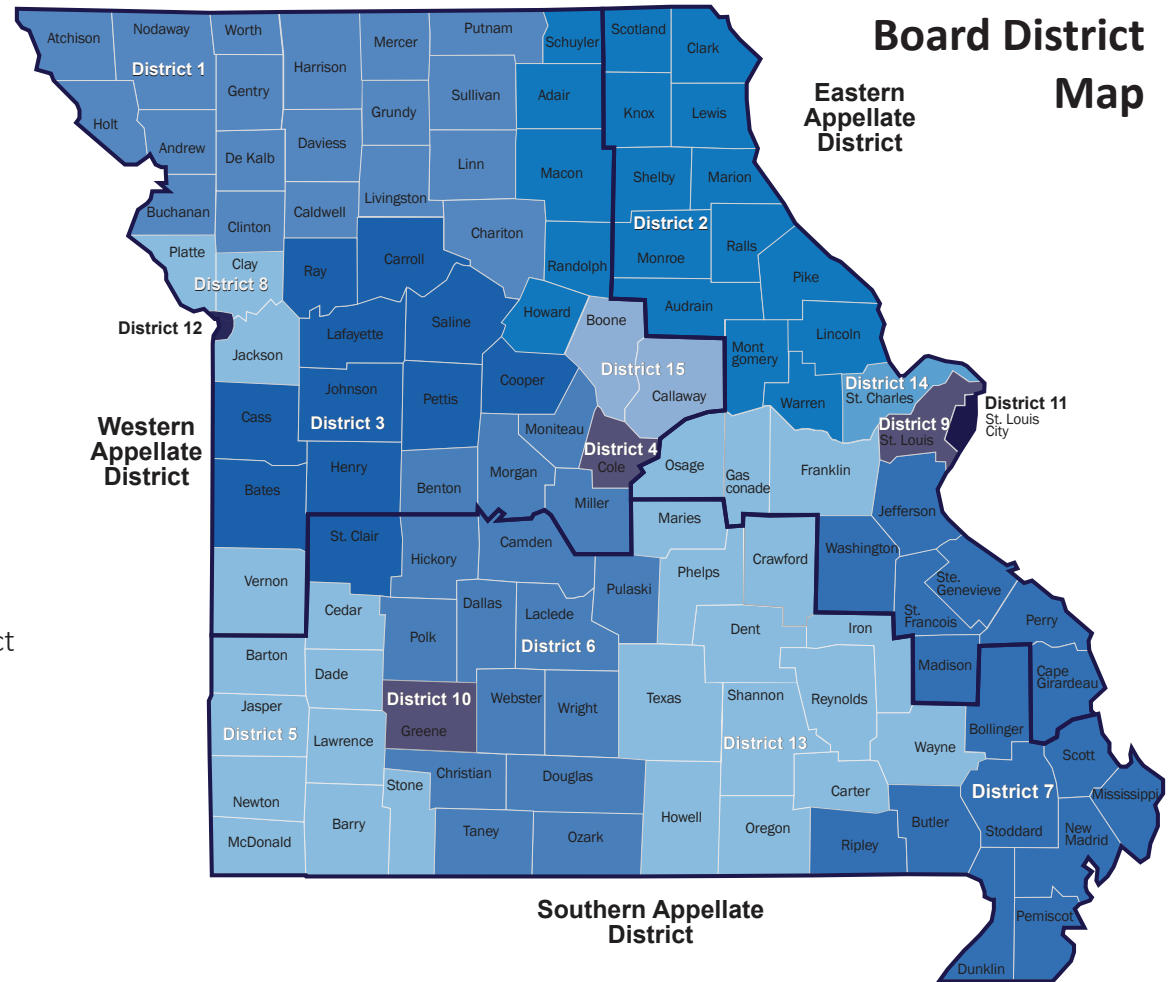 Board District
Map
Eastern
Appellate
District
Western
Appellate
District
Southern Appellate
District
ct
Atchison
Nodaway
Worth
Harrison
Mercer
Putnam
Schuyler
Scotland
Clark
District 1
Gentry
Grundy
Sullivan
Adair
Knox
Lewis
Holt
Andrew
De Kalb
Daviess
Linn
Macon
Shelby
Marion
Buchanan
Clinton
Caldwell
Livingston
Chariton
Randolph
District 2
Monroe
Ralls
Pike
Platte
Clay
District 8
Ray
Carroll
Howard
Boone
Audrain
District 12
Jackson
Lafayette
Saline
Mont
gomery
Lincoln
District 15
Callaway
Warren
District 14
St. Charles
District 9
St. Louis
District 11
St. Louis
City
Cass
Johnson
District 3
Pettis
Cooper
Moniteau
District 4
Cole
Osage
Gas
conade
Franklin
Jefferson
Bates
Henry
Benton
Morgan
Miller
Maries
St. Clair
Hickory
Camden
Pulaski
Phelps
Crawford
Washington
Ste.
Genevieve
St.
Francois
Perry
Vernon
Cedar
Polk
Dallas
Laclede
District 6
Dent
Iron
Madison
Cape
Girardeau
Barton
Dade
District 10
Greene
Webster
Wright
Texas
Shannon
Reynolds
Bollinger
Jasper
District 5
Lawrence
District 13
Wayne
Scott
Newton
Stone
Christian
Douglas
Carter
District 7
Mississippi
McDonald
Barry
Taney
Ozark
Howell
Oregon
Ripley
Butler
Stoddard
New
Madrid
Pemiscot
Dunklin